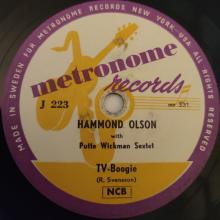 MADE IN SWEDEN FOR METRONOME RECORDS NEW YORK-USA ALL RIGHTS RESERVED
metronome
records
J 223
HAMMOND OLSON
with
Putte Wickman Sextet
TV-Boogie
(R. Svensson)
NCB